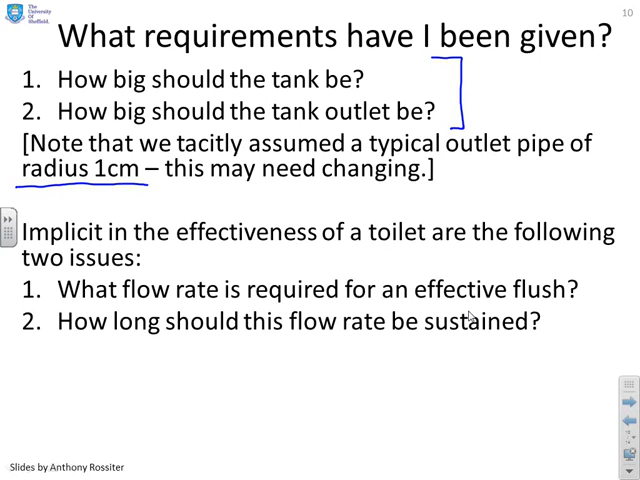 The
University
Of
Sheffield.
10
What requirements have I been given?
1. How big should the tank be?
2. How big should the tank outlet be?
[Note that we tacitly assumed a typical outlet pipe of
radius 1cm – this may need changing.]
Implicit in the effectiveness of a toilet are the following
two issues:
1. What flow rate is required for an effective flush?
2. How long should this flow rate be sustained?
Slides by Anthony Rossiter